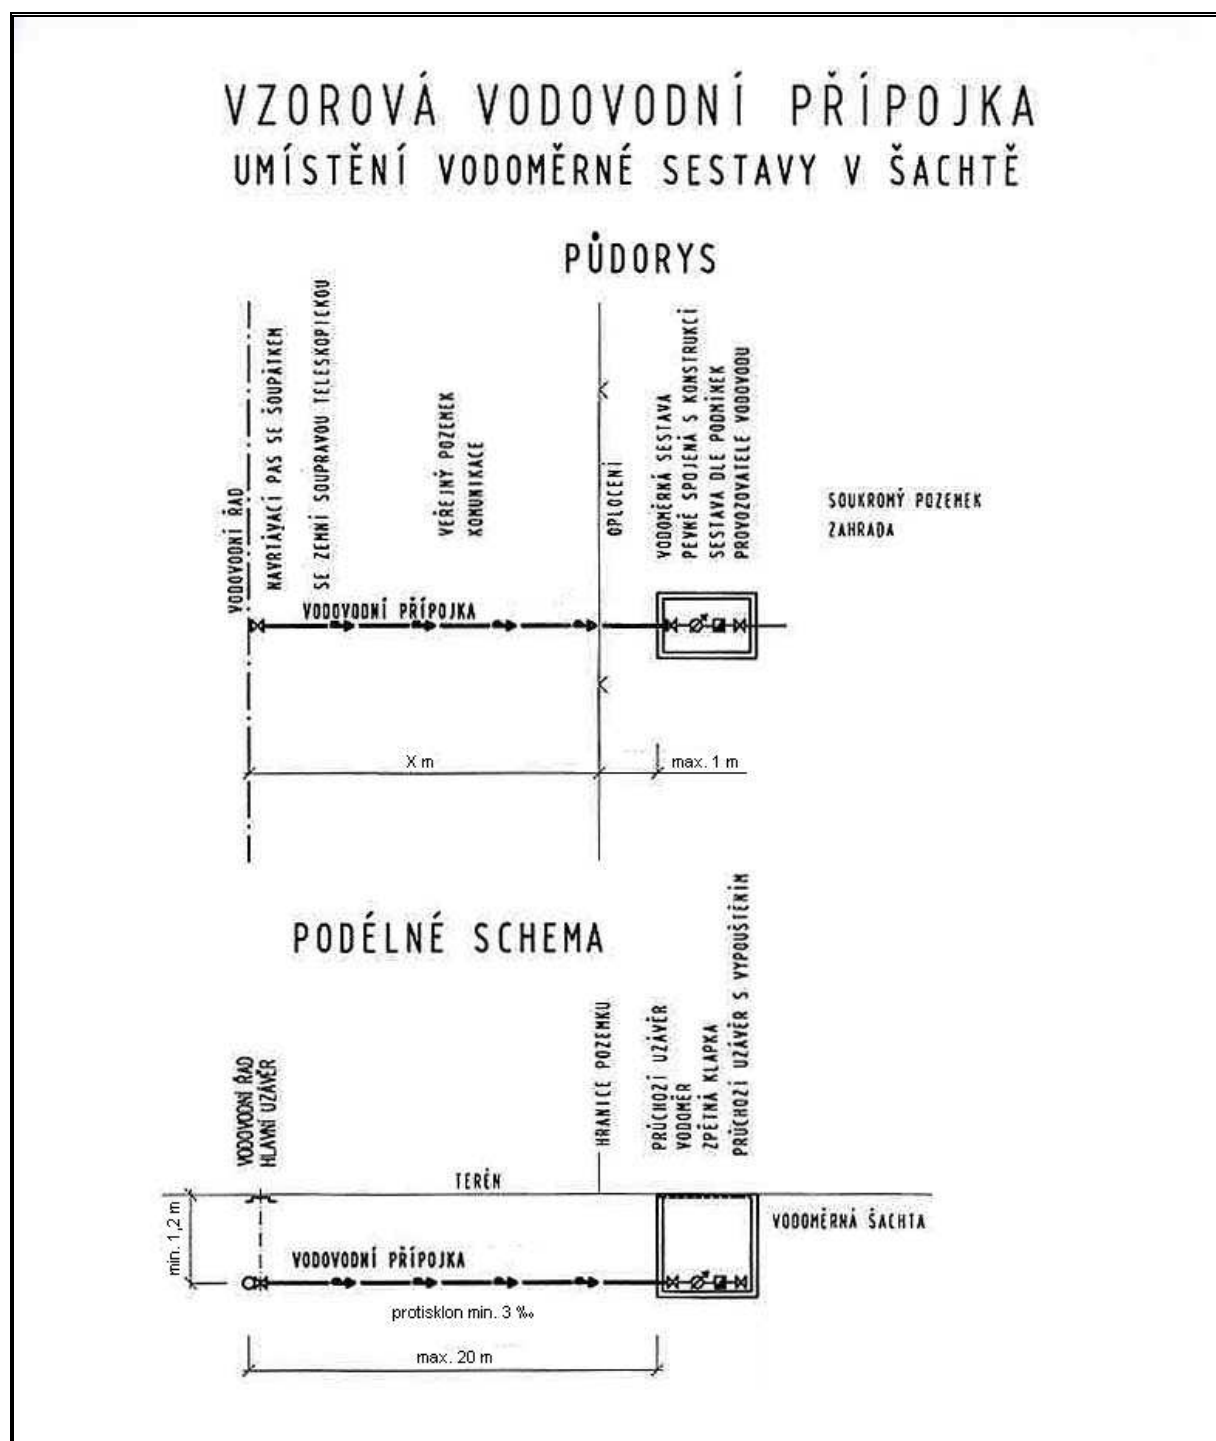 VZOROVÁ VODOVODNÍ PŘÍPOJKA
UMÍSTĚNÍ VODOMĚRNÉ SESTAVY V ŠACHTĚ
PŮDORYS
VODOVODNÍ ŘAD
NAVRTÁVACÍ PAS SE ŠOUPÁTKEM
SE ZEMNÍ SOUPRAVOU TELESKOPICKOU
VEŘEJNÝ POZEMEK
KOMUNIKACE
OPLOCENÍ
VODOMĚRNÁ SESTAVA
PEVNĚ SPOJENÁ S KONSTRUKCÍ
SESTAVA DLE PODMÍNEK
PROVOZOVATELE VODOVODU
SOUKROMÝ POZEMEK
ZAHRADA
VODOVODNÍ PŘÍPOJKA
X m
max. 1 m
PODÉLNÉ SCHEMA
VODOVODNÍ ŘAD
HLAVNÍ UZÁVĚR
HRANICE POZEMKU
PRŮCHOZÍ UZÁVĚR
VODOMĚR
ZPĚTNÁ KLAPKA
PRŮCHOZÍ UZÁVĚR S VYPOUŠTĚNÍM
TERÉN
min. 1,2 m
VODOMĚRNÁ ŠACHTA
VODOVODNÍ PŘÍPOJKA
protisklon min. 3 ‰
max. 20 m